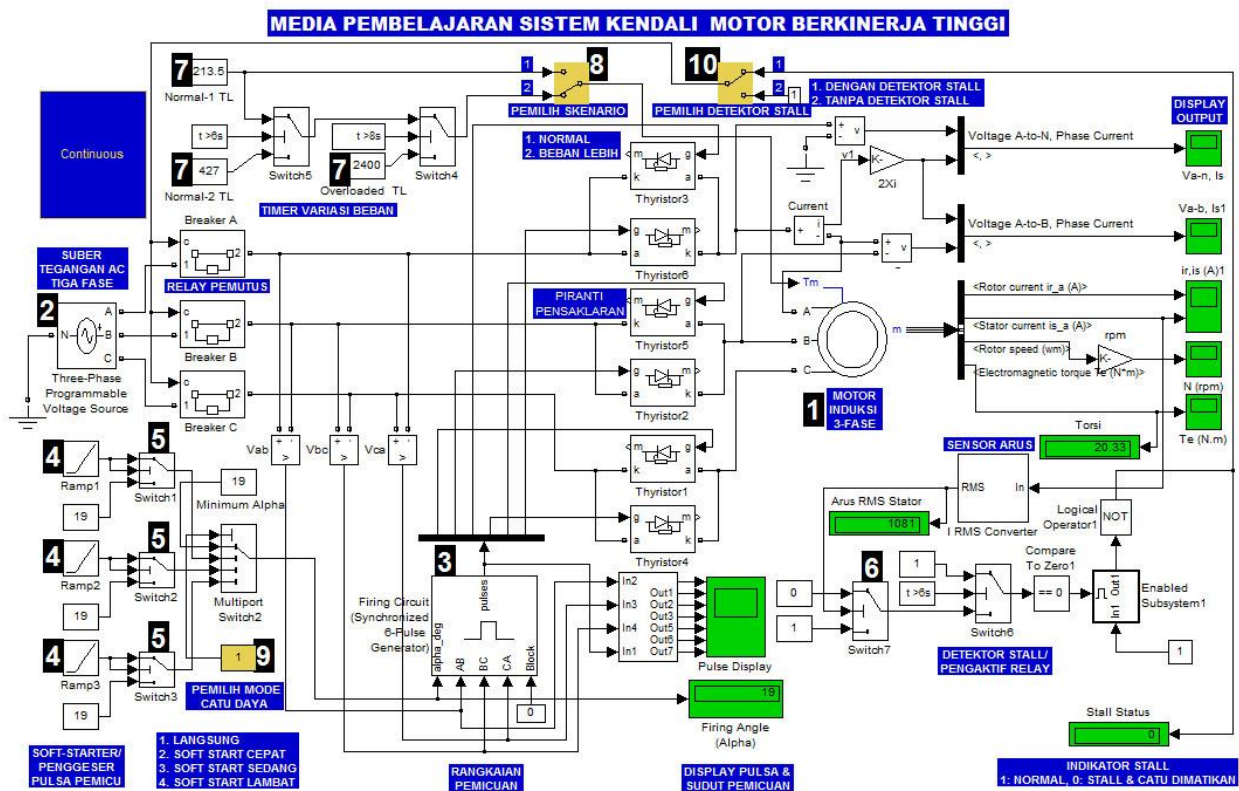 MEDIA PEMBELAJARAN SISTEM KENDALI MOTOR BERKINERJA TINGGI
7
213.5
Normal-1 TL
1
2
8
PEMILIH SKENARIO
1. NORMAL
2. BEBAN LEBIH
10
1
2
1
PEMILIH DETEKTOR STALL
1. DENGAN DETEKTOR STALL
2. TANPA DETEKTOR STALL
DISPLAY
OUTPUT
Continuous
t >6s
7
427
Normal-2 TL
Switch5
t >8s
7
2400
Overloaded TL
Switch4
TIMER VARIASI BEBAN
m
g
k
a
Thyristor3
+
-
v
v1
K-
2Xi
Voltage A-to-N, Phase Current
<, >
Va-n, Is
Current
+
i
-
+
-
v
Voltage A-to-B, Phase Current
<, >
Va-b, Is1
Breaker A
c
1
2
RELAY PEMUTUS
g
m
a
k
Thyristor6
SUBER
TEGANGAN AC
TIGA FASE
2
N
A
B
C
Three-Phase
Programmable
Voltage Source
c
1
2
Breaker B
c
1
2
Breaker C
PIRANTI
PENSAKLARAN
m
g
k
a
Thyristor5
g
m
a
k
Thyristor2
m
g
k
a
Thyristor1
g
m
a
k
Thyristor4
Tm
A
B
C
m
1
MOTOR
INDUKSI
3-FASE
<Rotor current ir_a (A)>
<Stator current is_a (A)>
<Rotor speed (wm)>
<Electromagnetic torque Te (N*m)>
rpm
K-
ir,is (A)1
N (rpm)
Te (N.m)
Torsi
20.33
+
-
v
Vab
+
-
v
Vbc
+
-
v
Vca
4
Ramp1
5
Switch1
19
19
Minimum Alpha
4
Ramp2
5
Switch2
19
Multiport
Switch2
4
Ramp3
5
Switch3
19
1
9
PEMILIH MODE
CATU DAYA
3
Firing Circuit
(Synchronized
6-Pulse
Generator)
pulses
alpha_deg
AB
BC
CA
Block
0
In2
In3
In4
In1
Out1
Out2
Out3
Out5
Out6
Out7
Pulse Display
19
Firing Angle
(Alpha)
SENSOR ARUS
RMS
In
I RMS Converter
Arus RMS Stator
1081
Logical
Operator1
NOT
0
1
6
Switch7
1
t >6s
Switch6
Compare
To Zero1
== 0
Out1
In1
Enabled
Subsystem1
1
DETEKTOR STALL/
PENGAKTIF RELAY
Stall Status
0
SOFT-STARTER/
PENGGESER
PULSA PEMICU
1. LANGSUNG
2. SOFT START CEPAT
3. SOFT START SEDANG
4. SOFT START LAMBAT
RANGKAIAN
PEMICUAN
DISPLAY PULSA &
SUDUT PEMICUAN
INDIKATOR STALL
1: NORMAL, 0: STALL & CATU DIMATIKAN